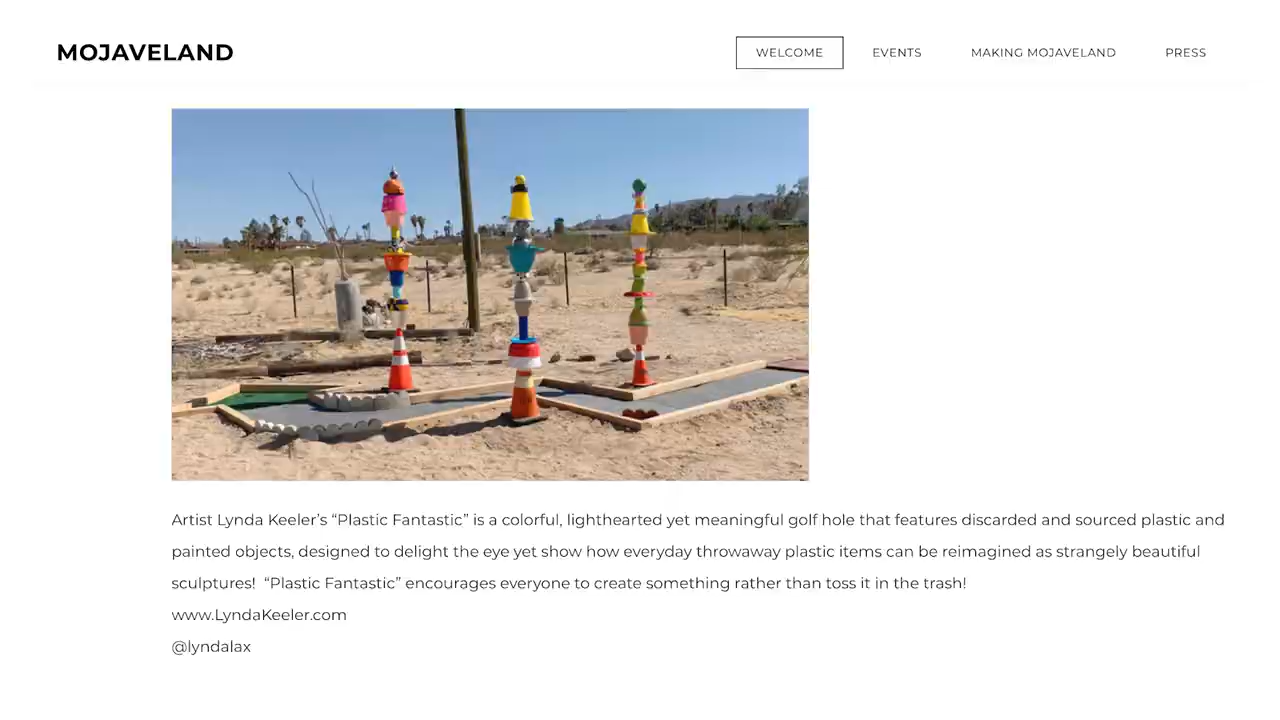 MOJAVELAND
WELCOME
EVENTS
MAKING MOJAVELAND
PRESS
Artist Lynda Keeler’s “Plastic Fantastic” is a colorful, lighthearted yet meaningful golf hole that features discarded and sourced plastic and
painted objects, designed to delight the eye yet show how everyday throwaway plastic items can be reimagined as strangely beautiful
sculptures!  “Plastic Fantastic” encourages everyone to create something rather than toss it in the trash!
www.LyndaKeeler.com
@lyndalax